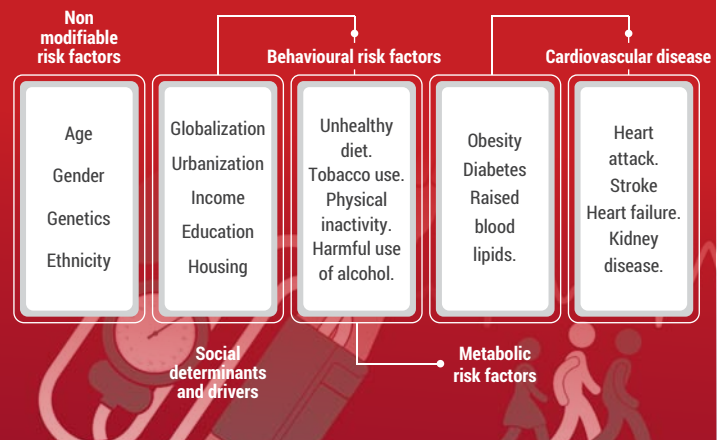 Non
modifiable
risk factors
Behavioural risk factors
Cardiovascular disease
Age
Gender
Genetics
Ethnicity
Globalization
Urbanization
Income
Education
Housing
Unhealthy
diet.
Tobacco use.
Physical
inactivity.
Harmful use
of alcohol.
Obesity
Diabetes
Raised
blood
lipids.
Heart
attack.
Stroke
Heart failure.
Kidney
disease.
Social
determinants
and drivers
Metabolic
risk factors